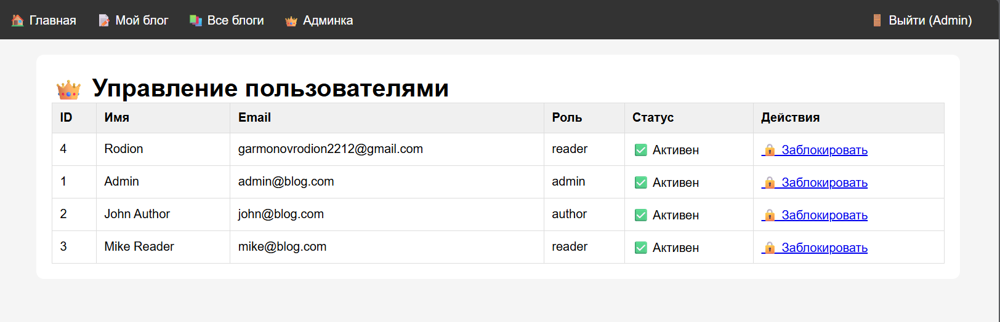 Главная Мой блог Все блоги Админка Выйти (Admin)
Управление пользователями
ID Имя Email Роль Статус Действия
4 Rodion garmonovrodion2212@gmail.com reader Активен Заблокировать
1 Admin admin@blog.com admin Активен Заблокировать
2 John Author john@blog.com author Активен Заблокировать
3 Mike Reader mike@blog.com reader Активен Заблокировать